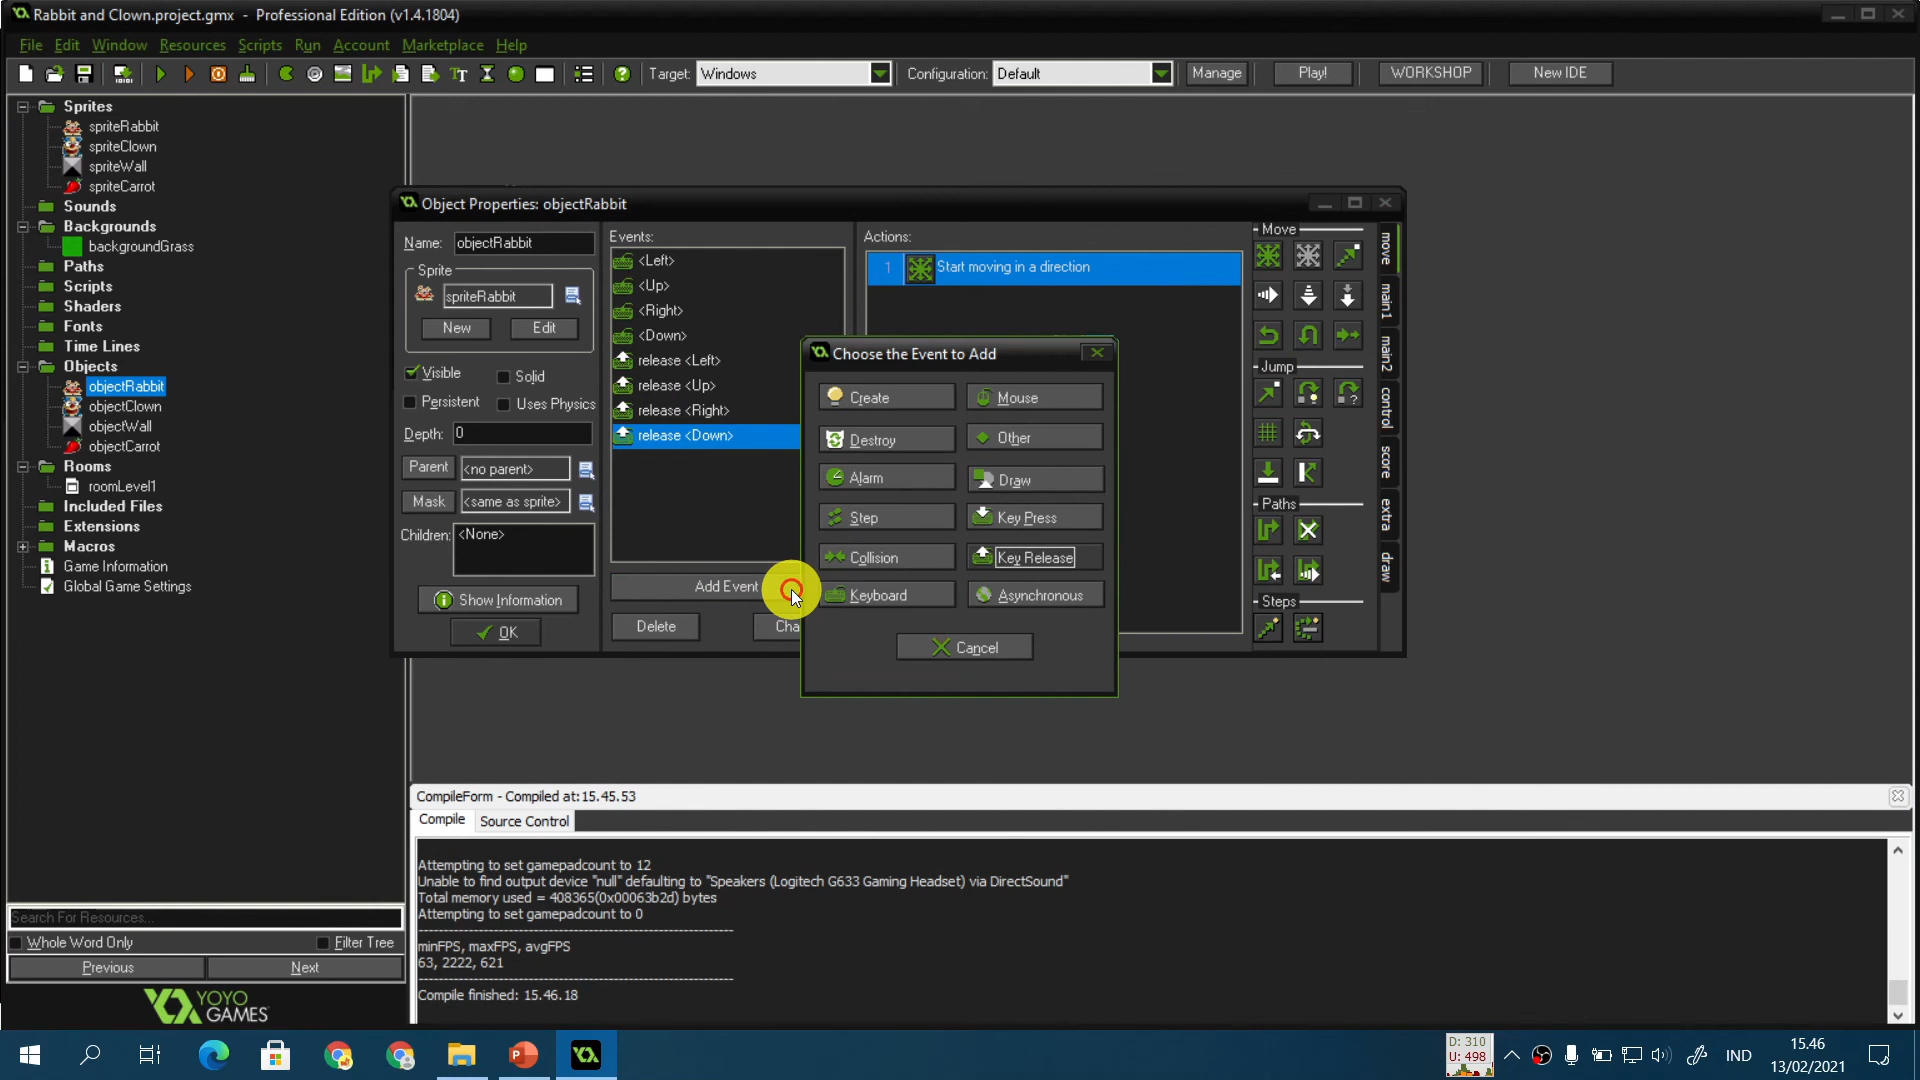 Rabbit and Clown.project.gmx - Professional Edition (v1.4.1804)
File Edit Window Resources Scripts Run Account Marketplace Help
Target: Windows Configuration: Default Manage Play! WORKSHOP New IDE
Sprites
spriteRabbit
spriteClown
spriteWall
spriteCarrot
Sounds
Backgrounds
backgroundGrass
Paths
Scripts
Shaders
Fonts
Time Lines
Objects
objectRabbit
objectClown
objectWall
objectCarrot
Rooms
roomLevel1
Included Files
Extensions
Macros
Game Information
Global Game Settings
Search For Resources...
Whole Word Only Filter Tree
Previous Next
YOYO
GAMES
Object Properties: objectRabbit
Name: objectRabbit
Sprite
spriteRabbit
New Edit
Visible Solid
Persistent Uses Physics
Depth: 0
Parent <no parent>
Mask <same as sprite>
Children: <None>
Show Information
OK
Events:
<Left>
<Up>
<Right>
<Down>
release <Left>
release <Up>
release <Right>
release <Down>
Add Event
Delete Cha
Actions:
1 Start moving in a direction
Choose the Event to Add
Create Mouse
Destroy Other
Alarm Draw
Step Key Press
Collision Key Release
Keyboard Asynchronous
Cancel
Move
Jump
Paths
Steps
move
main1
main2
control
score
extra
draw
CompileForm - Compiled at:15.45.53
Compile Source Control
Attempting to set gamepadcount to 12
Unable to find output device "null" defaulting to "Speakers (Logitech G633 Gaming Headset) via DirectSound"
Total memory used = 408365(0x00063b2d) bytes
Attempting to set gamepadcount to 0
---------------------------------------------------------------
minFPS, maxFPS, avgFPS
63, 2222, 621
---------------------------------------------------------------
Compile finished: 15.46.18
D: 310
U: 498
IND
15.46
13/02/2021